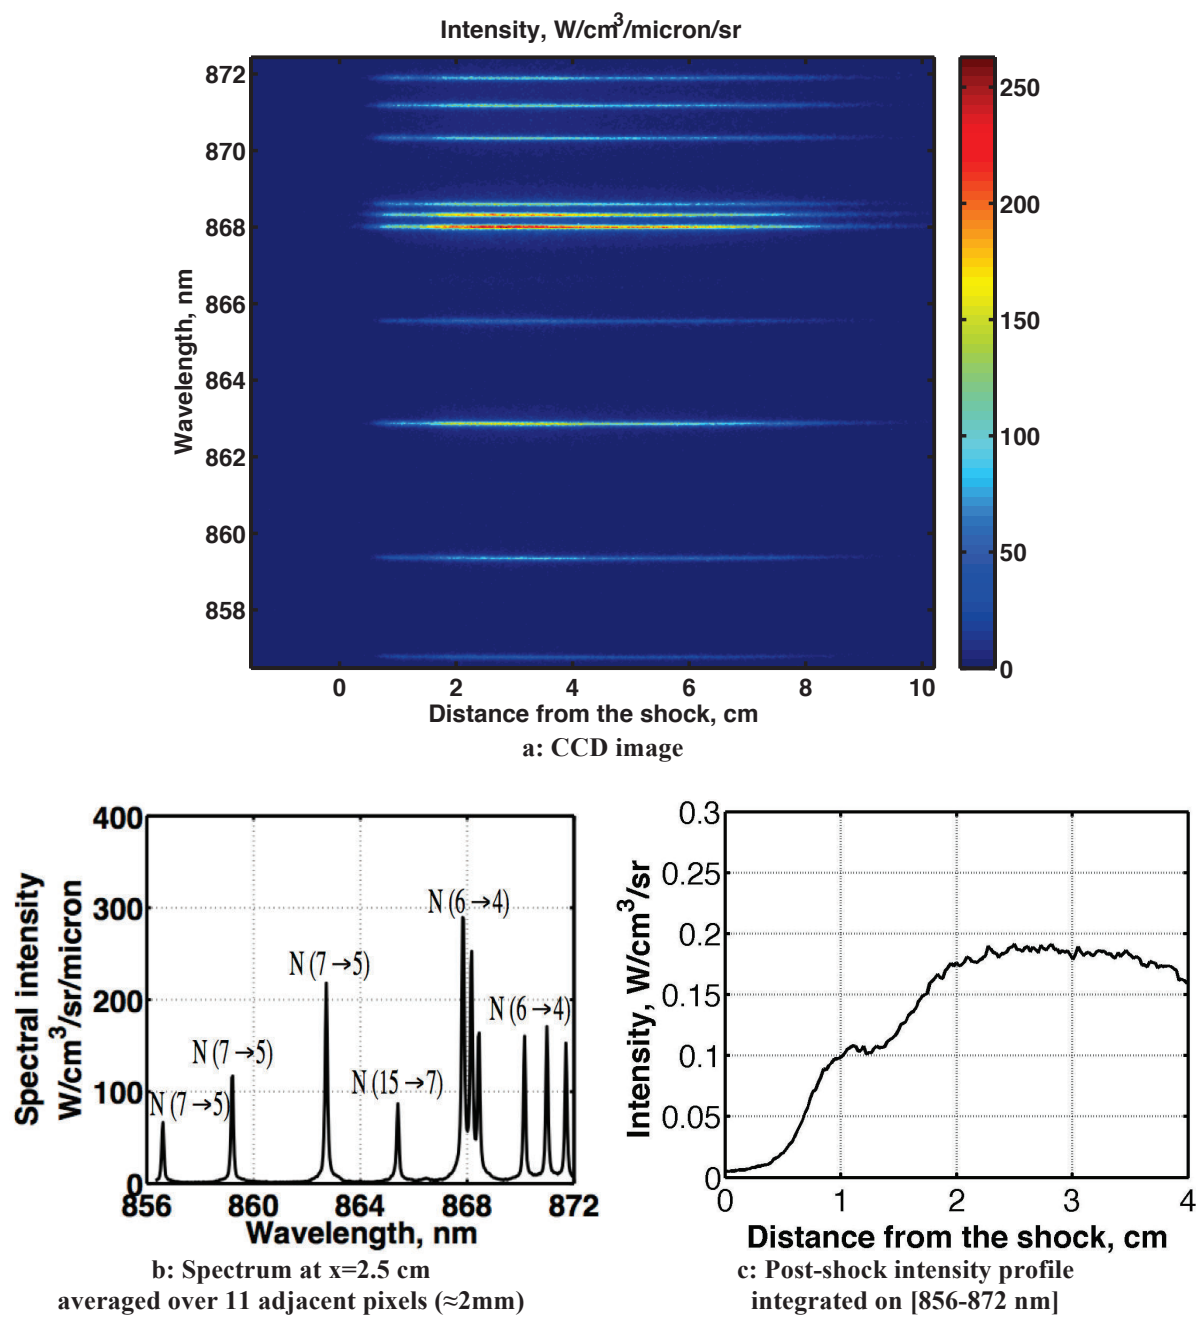 Intensity, W/cm3/micron/sr
872
870
868
866
864
862
860
858
Wavelength, nm
0 2 4 6 8 10
Distance from the shock, cm
250
200
150
100
50
0
a: CCD image
400
300
200
100
0
Spectral intensity
W/cm3/sr/micron
N (7→5)
N (7→5)
N (7→5)
N (15→7)
N (6→4)
N (6→4)
856 860 864 868 872
Wavelength, nm
b: Spectrum at x=2.5 cm
averaged over 11 adjacent pixels (≈2mm)
0.3
0.25
0.2
0.15
0.1
0.05
0
Intensity, W/cm3/sr
0 1 2 3 4
Distance from the shock, cm
c: Post-shock intensity profile
integrated on [856-872 nm]